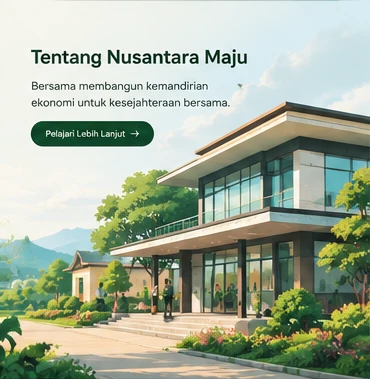 Tentang Nusantara Maju
Bersama membangun kemandirian
ekonomi untuk kesejahteraan bersama.
Pelajari Lebih Lanjut →